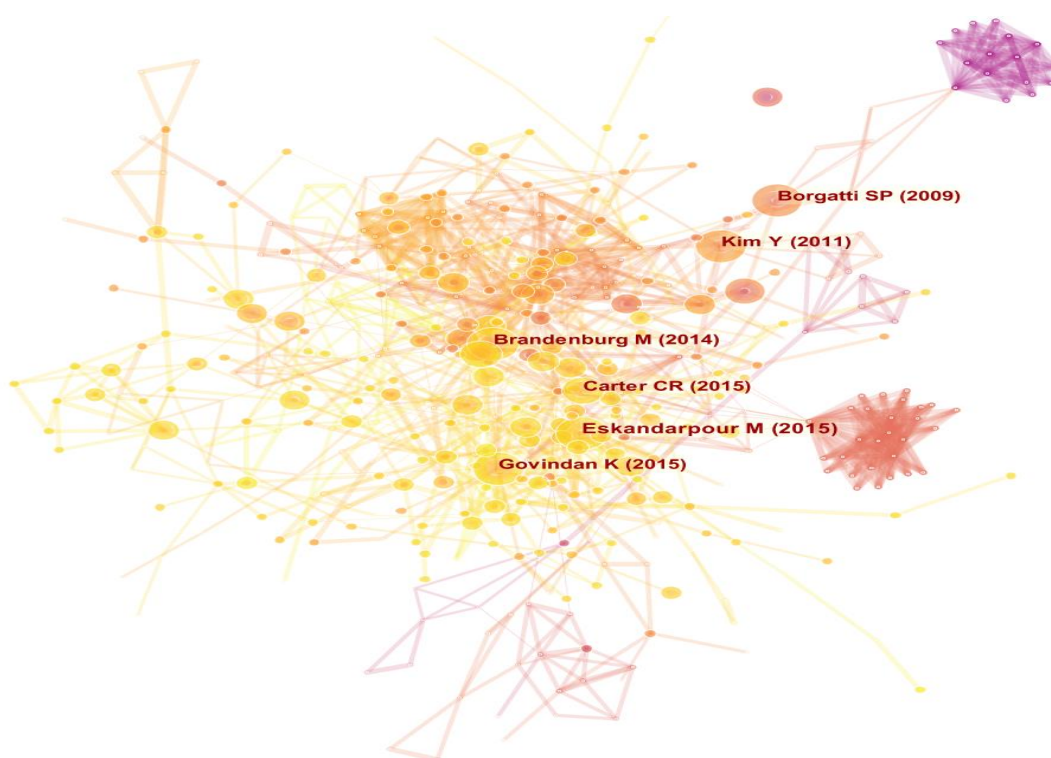 Borgatti SP (2009)
Kim Y (2011)
Brandenburg M (2014)
Carter CR (2015)
Eskandarpour M (2015)
Govindan K (2015)